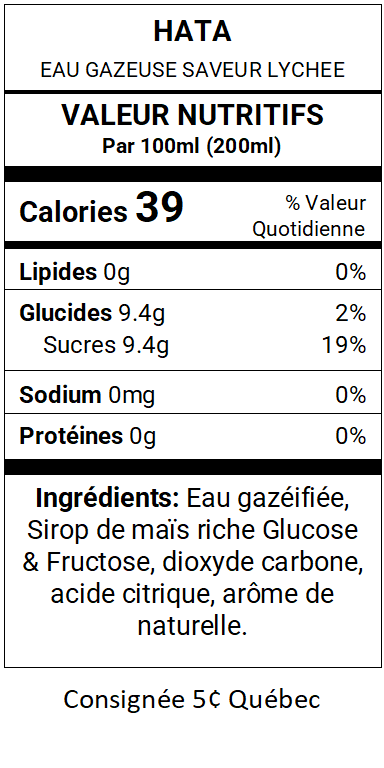 HATA
EAU GAZEUSE SAVEUR LYCHEE
VALEUR NUTRITIFS
Par 100ml (200ml)
Calories 39
% Valeur
Quotidienne
Lipides 0g 0%
Glucides 9.4g 2%
Sucres 9.4g 19%
Sodium 0mg 0%
Protéines 0g 0%
Ingrédients: Eau gazéifiée,
Sirop de maïs riche Glucose
& Fructose, dioxyde carbone,
acide citrique, arôme de
naturelle.
Consignée 5¢ Québec